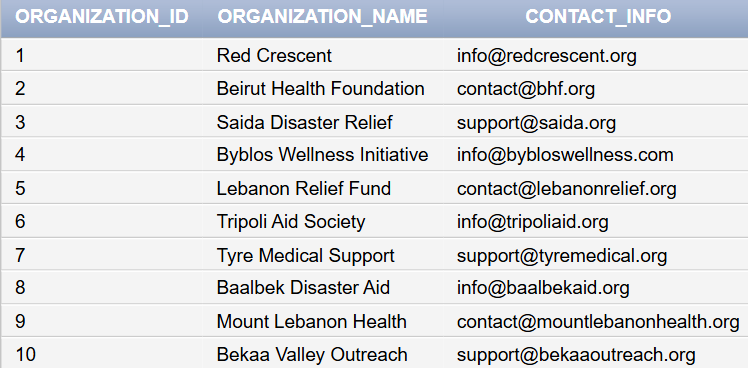 ORGANIZATION_ID ORGANIZATION_NAME CONTACT_INFO
1 Red Crescent info@redcrescent.org
2 Beirut Health Foundation contact@bhf.org
3 Saida Disaster Relief support@saida.org
4 Byblos Wellness Initiative info@libloswellness.com
5 Lebanon Relief Fund contact@lebanonrelief.org
6 Tripoli Aid Society info@tripoliaid.org
7 Tyre Medical Support support@tyremedical.org
8 Baalbek Disaster Aid info@baalbekaid.org
9 Mount Lebanon Health contact@mountlebanonhealth.org
10 Bekaa Valley Outreach support@bekaaoutreach.org